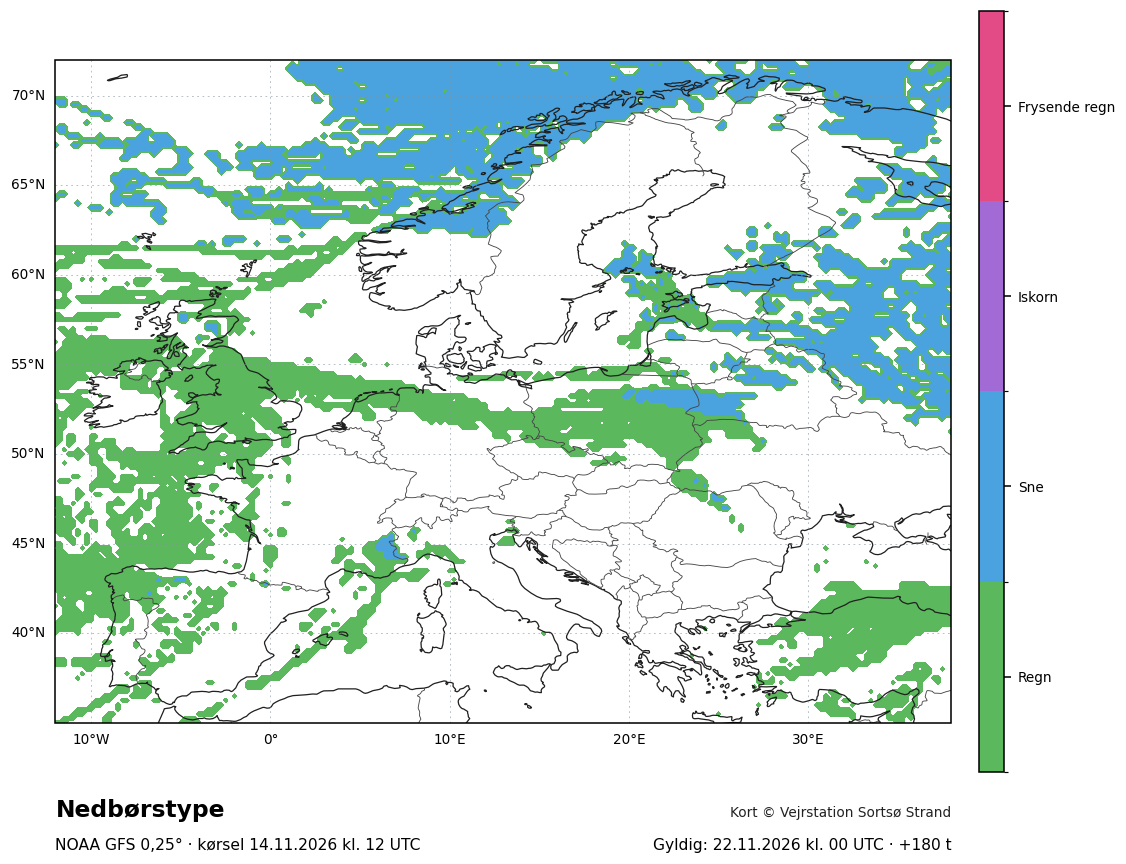 70°N
65°N
60°N
55°N
50°N
45°N
40°N
10°W
0°
10°E
20°E
30°E
Frysende regn
Iskorn
Sne
Regn
Nedbørstype
Kort © Vejrstation Sortsø Strand
NOAA GFS 0,25° · kørsel 14.11.2026 kl. 12 UTC
Gyldig: 22.11.2026 kl. 00 UTC · +180 t